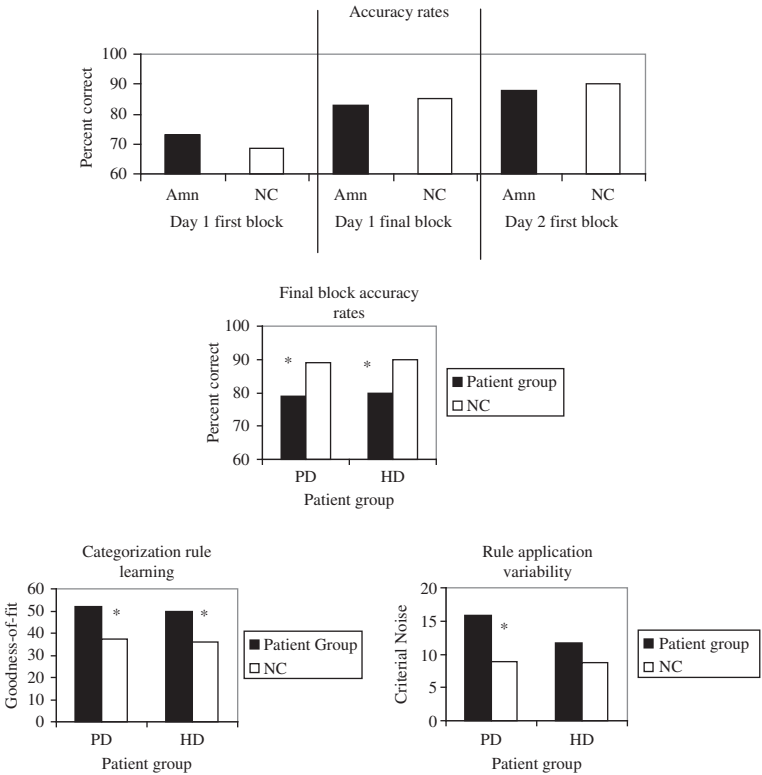 Accuracy rates
100
90
80
70
60
Percent correct
Amn NC Amn NC Amn NC
Day 1 first block Day 1 final block Day 2 first block
Final block accuracy
rates
100
90
80
70
60
Percent correct
* *
PD HD
Patient group
Patient group
NC
Categorization rule
learning
60
50
40
30
20
10
0
Goodness-of-fit
* *
PD HD
Patient group
Patient Group
NC
Rule application
variability
20
15
10
5
0
Criterial Noise
*
PD HD
Patient group
Patient group
NC